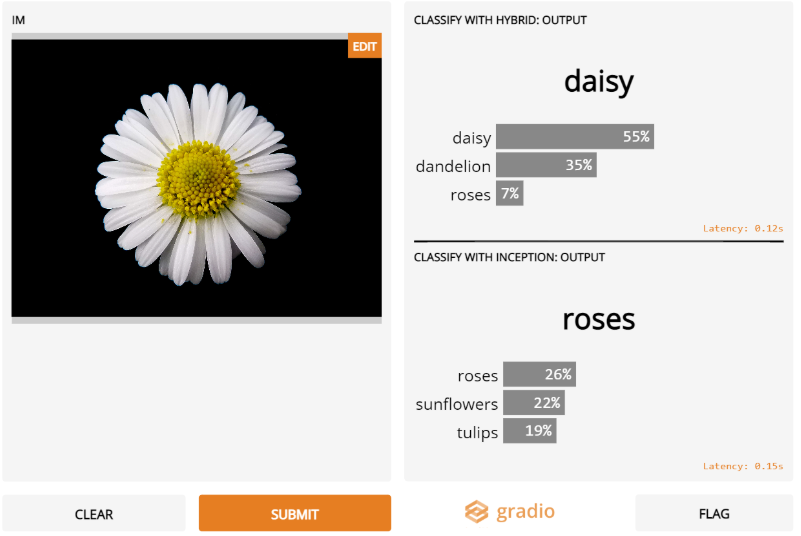 IM
EDIT
CLASSIFY WITH HYBRID: OUTPUT
daisy
daisy 55%
dandelion 35%
roses 7%
Latency: 0.12s
CLASSIFY WITH INCEPTION: OUTPUT
roses
roses 26%
sunflowers 22%
tulips 19%
Latency: 0.15s
CLEAR
SUBMIT
gradio
FLAG